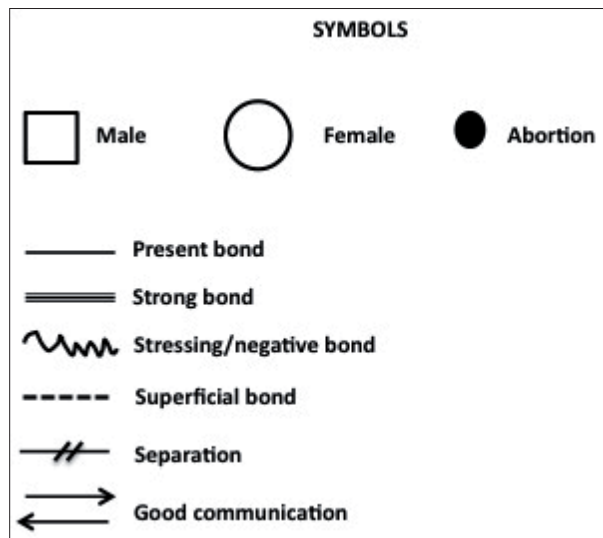 SYMBOLS
Male Female Abortion
Present bond
Strong bond
Stressing/negative bond
Superficial bond
Separation
Good communication